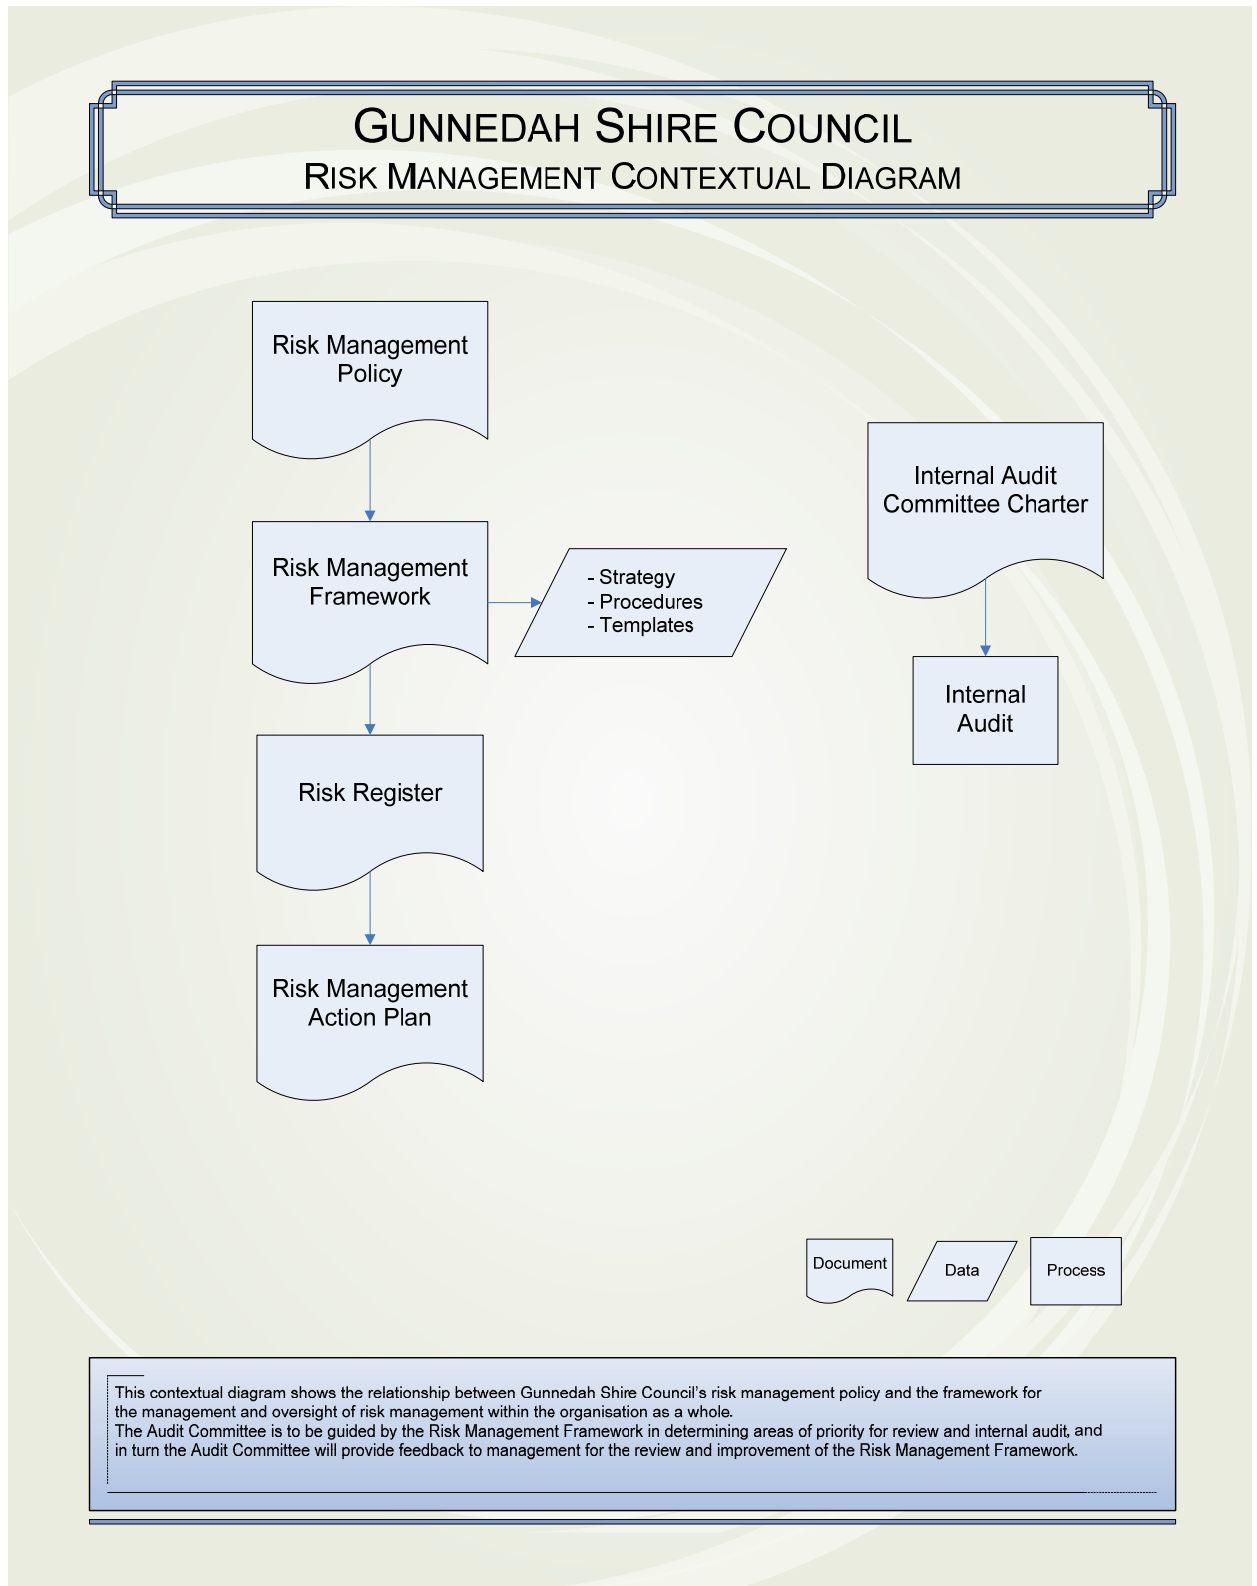 GUNNEDAH SHIRE COUNCIL
RISK MANAGEMENT CONTEXTUAL DIAGRAM
Risk Management
Policy
Internal Audit
Committee Charter
Risk Management
Framework
- Strategy
- Procedures
- Templates
Internal
Audit
Risk Register
Risk Management
Action Plan
Document
Data
Process
This contextual diagram shows the relationship between Gunnedah Shire Council's risk management policy and the framework for
the management and oversight of risk management within the organisation as a whole.
The Audit Committee is to be guided by the Risk Management Framework in determining areas of priority for review and internal audit, and
in turn the Audit Committee will provide feedback to management for the review and improvement of the Risk Management Framework.